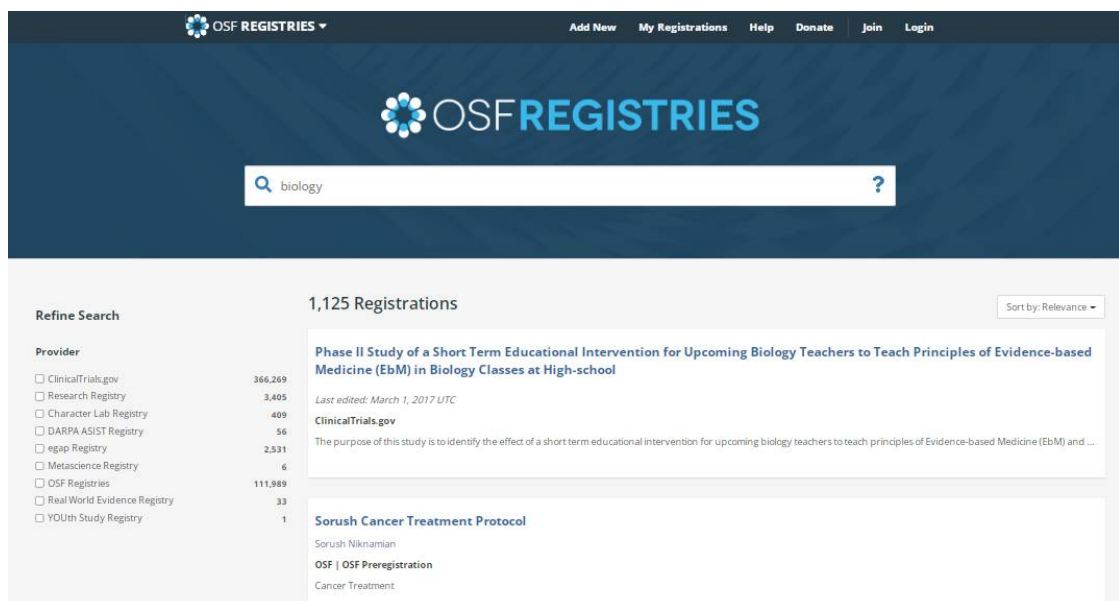 OSF REGISTRIES
Add New My Registrations Help Donate Join Login
OSFREGISTRIES
biology ?
Refine Search
Provider
ClinicalTrials.gov 366,269
Research Registry 3,405
Character Lab Registry 409
DARPA ASIST Registry 56
egap Registry 2,531
Metascience Registry 6
OSF Registries 111,989
Real World Evidence Registry 33
YOUth Study Registry 1
1,125 Registrations
Sort by: Relevance
Phase II Study of a Short Term Educational Intervention for Upcoming Biology Teachers to Teach Principles of Evidence-based
Medicine (EbM) in Biology Classes at High-school
Last edited: March 1, 2017 UTC
ClinicalTrials.gov
The purpose of this study is to identify the effect of a short term educational intervention for upcoming biology teachers to teach principles of Evidence-based Medicine (EbM) and ...
Sorush Cancer Treatment Protocol
Sorush Niknamian
OSF | OSF Preregistration
Cancer Treatment